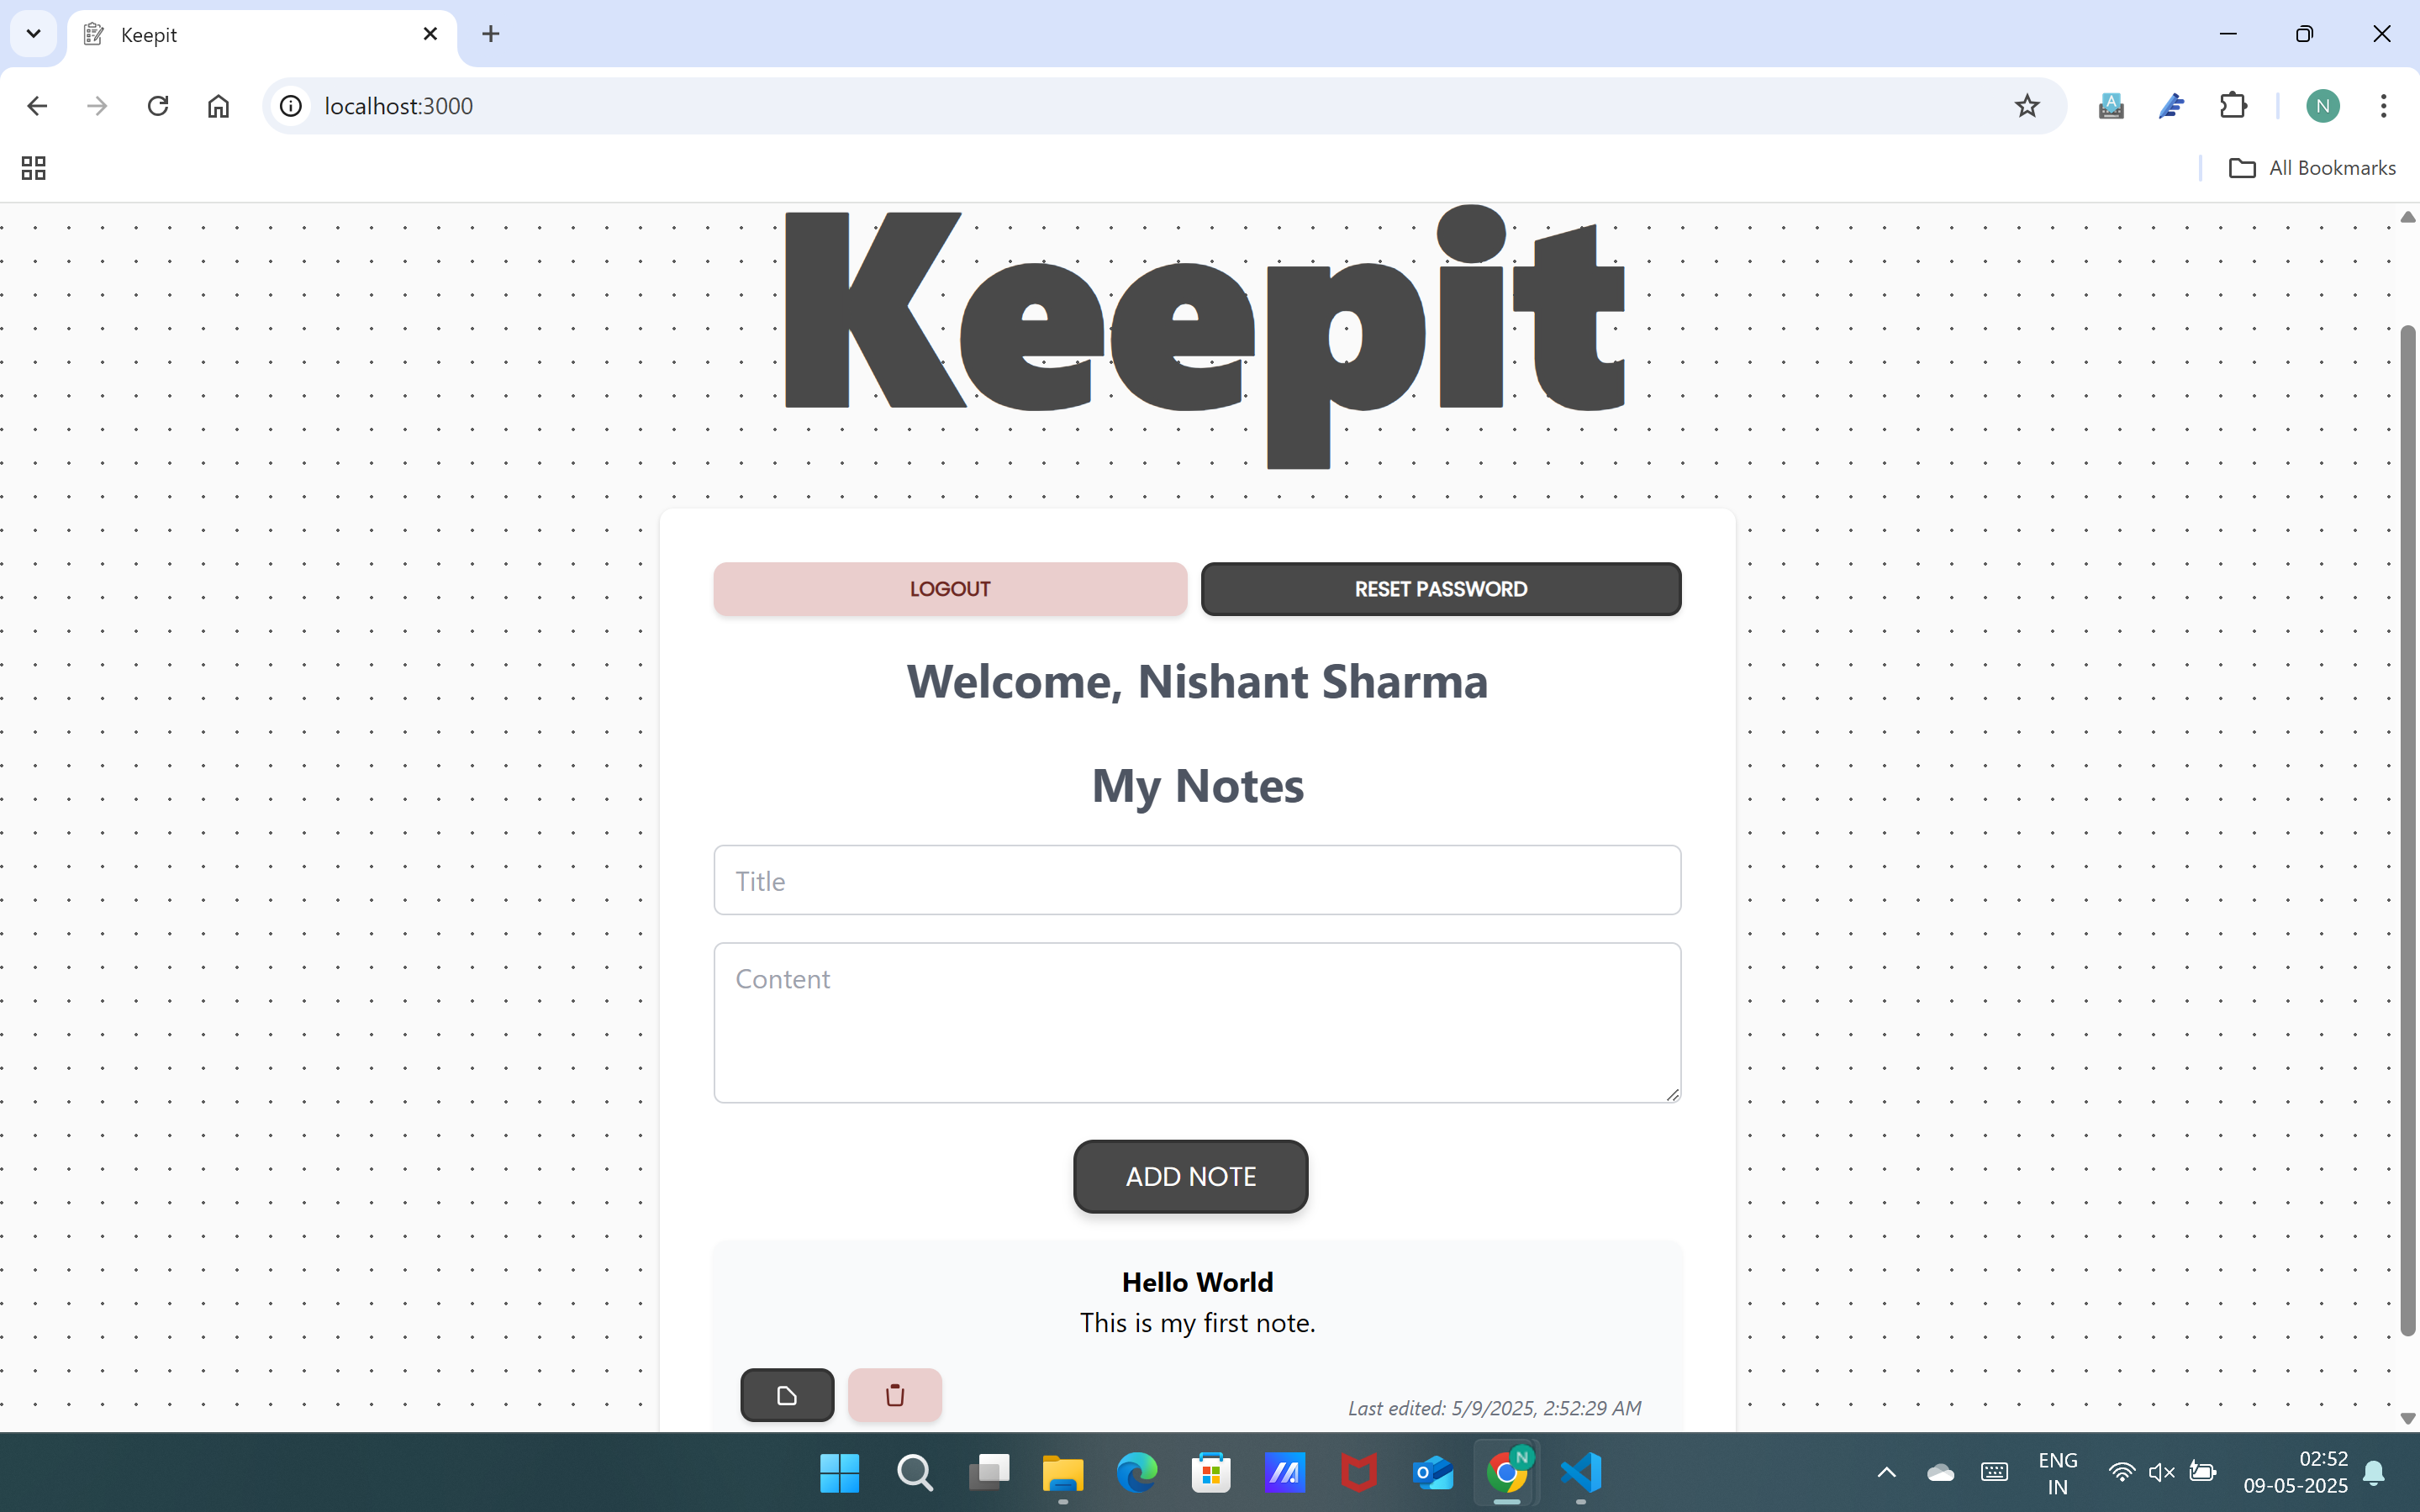 Keepit
localhost:3000
N
All Bookmarks
Keepit
LOGOUT
RESET PASSWORD
Welcome, Nishant Sharma
My Notes
Title
Content
ADD NOTE
Hello World
This is my first note.
Last edited: 5/9/2025, 2:52:29 AM
N
ENG
IN
02:52
09-05-2025